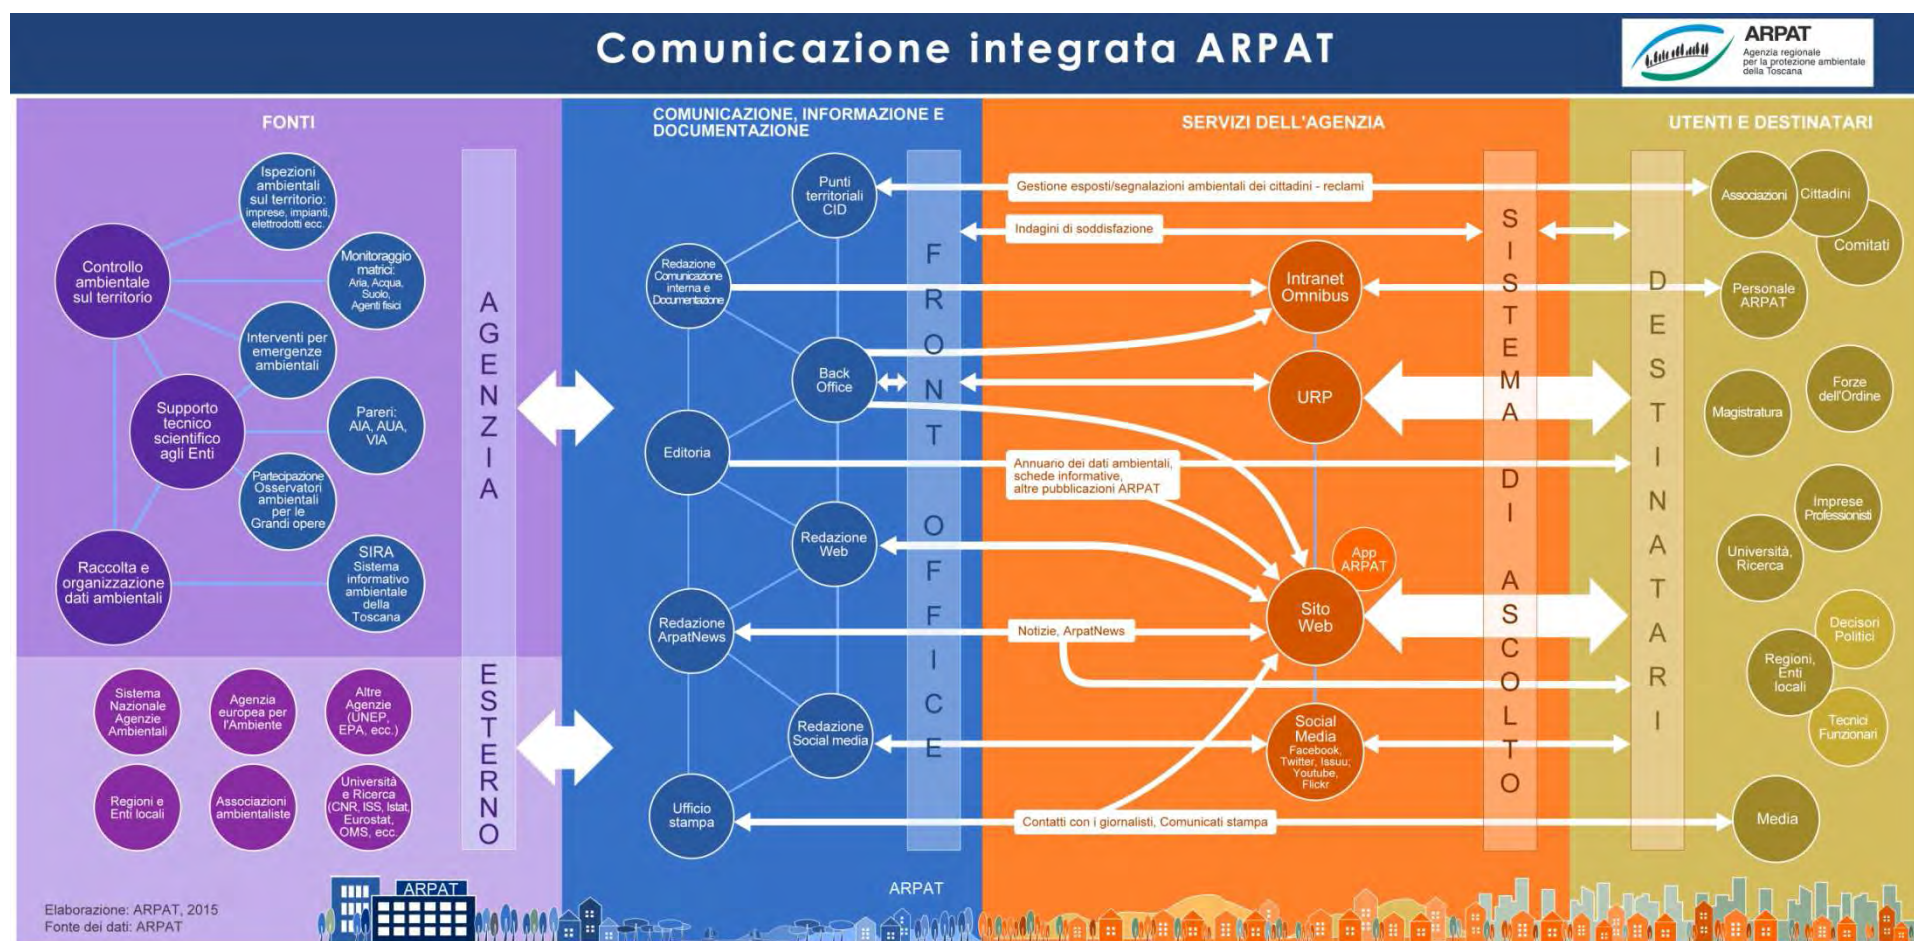 Comunicazione integrata ARPAT
ARPAT
Agenzia regionale
per la protezione ambientale
della Toscana
FONTI
Ispezioni
ambientali
sul territorio:
imprese, impianti,
elettrodotti ecc.
Controllo
ambientale
sul territorio
Monitoraggio
matrici:
Aria, Acqua,
Suolo,
Agenti fisici
Interventi per
emergenze
ambientali
Supporto
tecnico
scientifico
agli Enti
Pareri:
AIA, AUA,
VIA
Partecipazione
Osservatori
ambientali
per le
Grandi opere
Raccolta e
organizzazione
dati ambientali
SIRA
Sistema
informativo
ambientale
della
Toscana
AGENZIA
Sistema
Nazionale
Agenzie
Ambientali
Agenzia
europea per
l'Ambiente
Altre
Agenzie
(UNEP,
EPA, ecc.)
Regioni e
Enti locali
Associazioni
ambientaliste
Università
e Ricerca
(CNR, ISS, Istat,
Eurostat,
OMS, ecc.
ESTERNO
COMUNICAZIONE, INFORMAZIONE E
DOCUMENTAZIONE
Punti
territoriali
CID
Redazione
Comunicazione
interna e
Documentazione
Back
Office
Editoria
Redazione
Web
Redazione
ArpatNews
Redazione
Social media
Ufficio
stampa
FRONT OFFICE
SERVIZI DELL'AGENZIA
Gestione esposti/segnalazioni ambientali dei cittadini - reclami
Indagini di soddisfazione
Intranet
Omnibus
URP
Annuario dei dati ambientali,
schede informative,
altre pubblicazioni ARPAT
App
ARPAT
Sito
Web
Notizie, ArpatNews
Social
Media
Facebook,
Twitter, Issuu;
Youtube,
Flickr
Contatti con i giornalisti, Comunicati stampa
SISTEMA DI ASCOLTO
UTENTI E DESTINATARI
DESTINATARI
Associazioni
Cittadini
Comitati
Personale
ARPAT
Forze
dell'Ordine
Magistratura
Imprese
Professionisti
Università,
Ricerca
Decisori
Politici
Regioni,
Enti
locali
Tecnici
Funzionari
Media
ARPAT
ARPAT
Elaborazione: ARPAT, 2015
Fonte dei dati: ARPAT